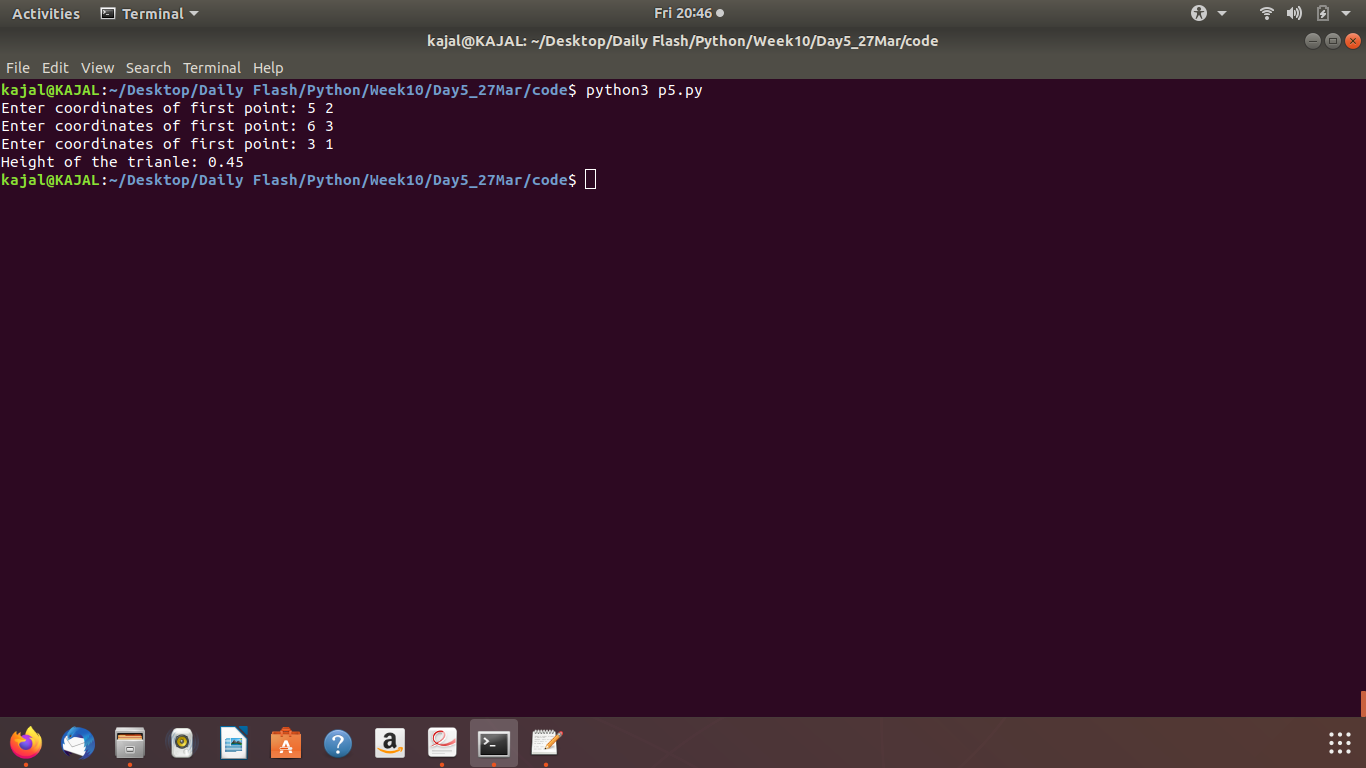 Activities Terminal Fri 20:46
kajal@KAJAL: ~/Desktop/Daily Flash/Python/Week10/Day5_27Mar/code
File Edit View Search Terminal Help
kajal@KAJAL:~/Desktop/Daily Flash/Python/Week10/Day5_27Mar/code$ python3 p5.py
Enter coordinates of first point: 5 2
Enter coordinates of first point: 6 3
Enter coordinates of first point: 3 1
Height of the trianle: 0.45
kajal@KAJAL:~/Desktop/Daily Flash/Python/Week10/Day5_27Mar/code$